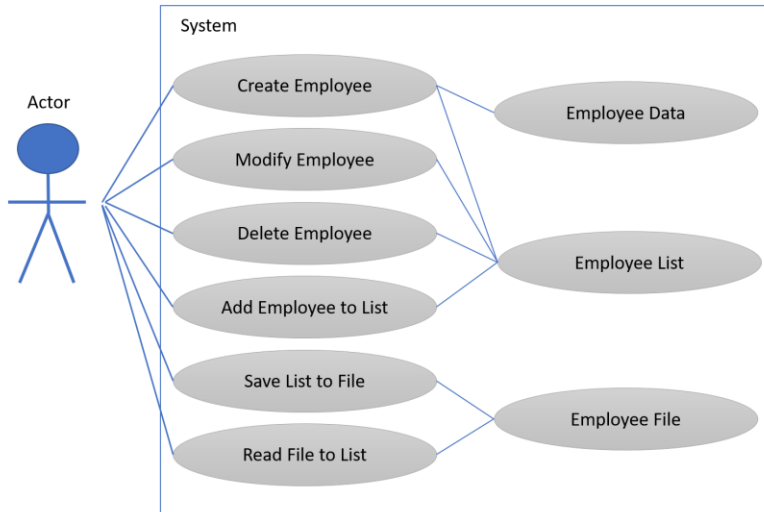 System
Actor
Create Employee
Employee Data
Modify Employee
Delete Employee
Employee List
Add Employee to List
Save List to File
Employee File
Read File to List